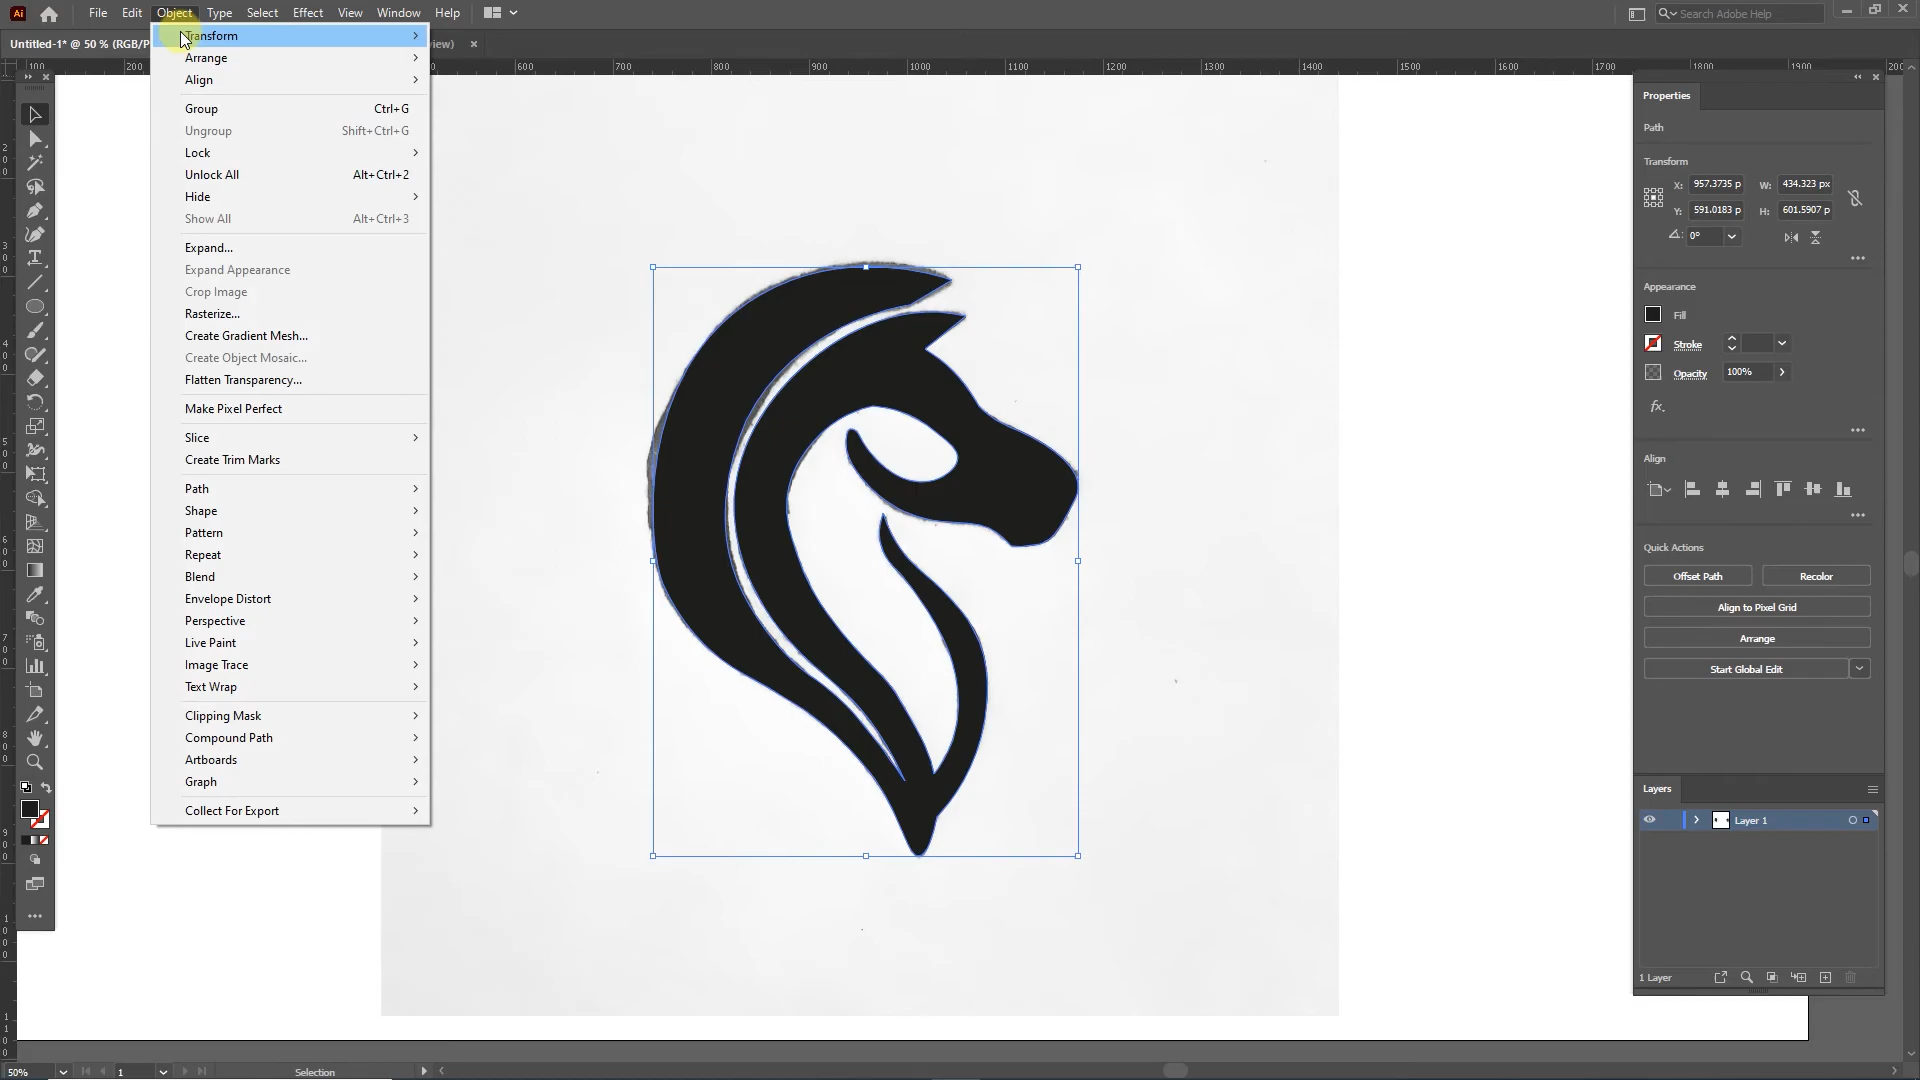 Ai File Edit Object Type Select Effect View Window Help
Search Adobe Help
Untitled-1* @ 50 % (RGB/P
view)
100 200 600 700 800 900 1000 1100 1200 1300 1400 1500 1600 1700 1800 1900
Transform
Arrange
Align
Group Ctrl+G
Ungroup Shift+Ctrl+G
Lock
Unlock All Alt+Ctrl+2
Hide
Show All Alt+Ctrl+3
Expand...
Expand Appearance
Crop Image
Rasterize...
Create Gradient Mesh...
Create Object Mosaic...
Flatten Transparency...
Make Pixel Perfect
Slice
Create Trim Marks
Path
Shape
Pattern
Repeat
Blend
Envelope Distort
Perspective
Live Paint
Image Trace
Text Wrap
Clipping Mask
Compound Path
Artboards
Graph
Collect For Export
Properties
Path
Transform
X: 957.3735 p W: 434.323 px
Y: 591.0183 p H: 601.5907 p
0°
Appearance
Fill
Stroke
Opacity 100%
fx.
Align
Quick Actions
Offset Path Recolor
Align to Pixel Grid
Arrange
Start Global Edit
Layers
Layer 1
1 Layer
50% 1 Selection